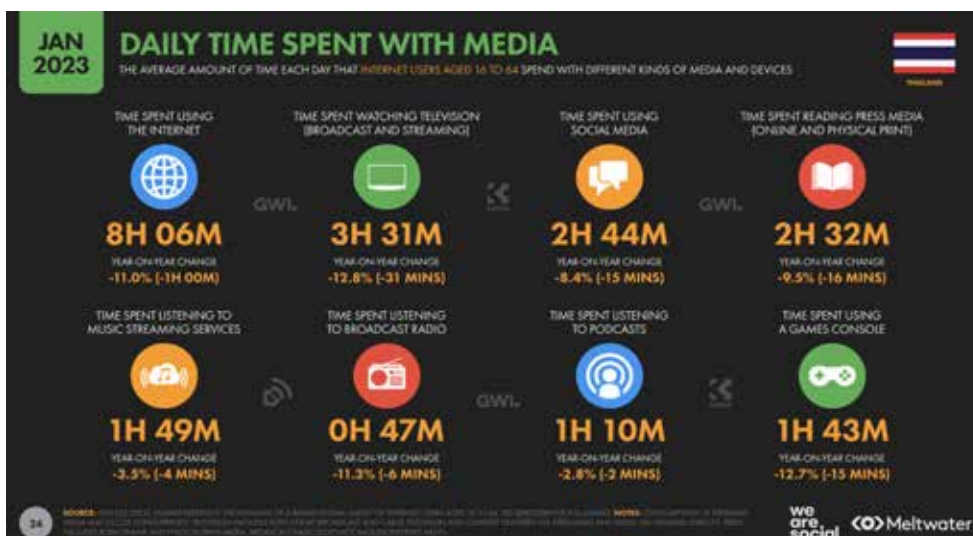 JAN
2023
DAILY TIME SPENT WITH MEDIA
THE AVERAGE AMOUNT OF TIME EACH DAY THAT INTERNET USERS AGED 16 TO 64 SPEND WITH DIFFERENT KINDS OF MEDIA AND DEVICES
THAILAND
TIME SPENT USING
THE INTERNET
8H 06M
YEAR-ON-YEAR CHANGE
-11.0% (-1H 00M)
TIME SPENT WATCHING TELEVISION
(BROADCAST AND STREAMING)
3H 31M
YEAR-ON-YEAR CHANGE
-12.8% (-31 MINS)
TIME SPENT USING
SOCIAL MEDIA
2H 44M
YEAR-ON-YEAR CHANGE
-8.4% (-15 MINS)
TIME SPENT READING PRESS MEDIA
(ONLINE AND PHYSICAL PRINT)
2H 32M
YEAR-ON-YEAR CHANGE
-9.5% (-16 MINS)
GWI.
GWI.
TIME SPENT LISTENING TO
MUSIC STREAMING SERVICES
1H 49M
YEAR-ON-YEAR CHANGE
-3.5% (-4 MINS)
TIME SPENT LISTENING
TO BROADCAST RADIO
0H 47M
YEAR-ON-YEAR CHANGE
-11.3% (-6 MINS)
TIME SPENT LISTENING
TO PODCASTS
1H 10M
YEAR-ON-YEAR CHANGE
-2.8% (-2 MINS)
TIME SPENT USING
A GAMES CONSOLE
1H 43M
YEAR-ON-YEAR CHANGE
-12.7% (-15 MINS)
GWI.
24
SOURCE:
NOTES:
we
are
social
Meltwater